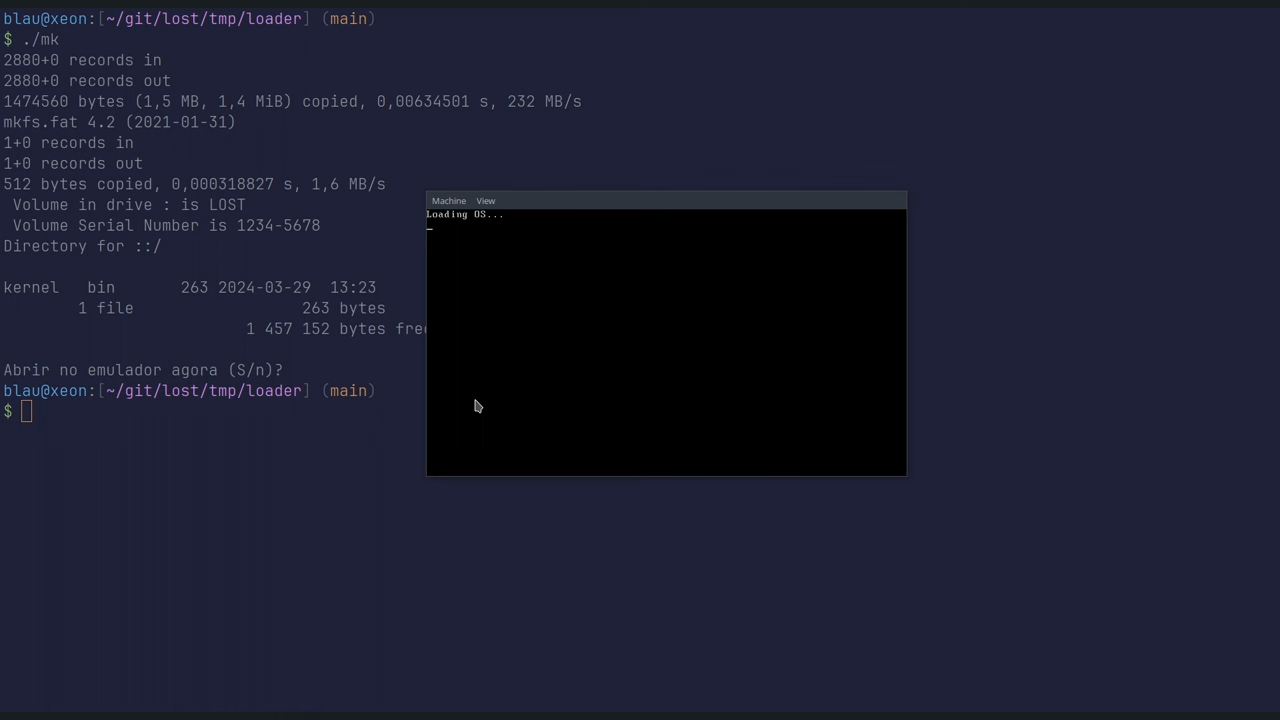 blau@xeon:[~/git/lost/tmp/loader] (main)
$ ./mk
2880+0 records in
2880+0 records out
1474560 bytes (1,5 MB, 1,4 MiB) copied, 0,00634501 s, 232 MB/s
mkfs.fat 4.2 (2021-01-31)
1+0 records in
1+0 records out
512 bytes copied, 0,000318827 s, 1,6 MB/s
 Volume in drive : is LOST
 Volume Serial Number is 1234-5678
Directory for ::/
kernel   bin       263 2024-03-29  13:23
        1 file                 263 bytes
                          1 457 152 bytes free
Abrir no emulador agora (S/n)?
blau@xeon:[~/git/lost/tmp/loader] (main)
$
Machine View
Loading OS...
_